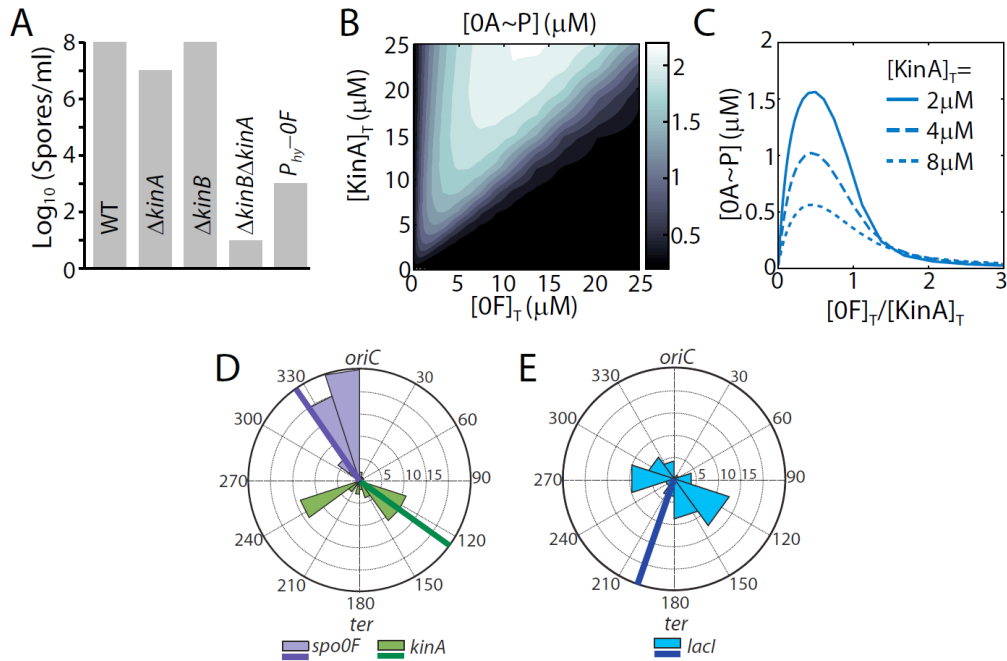 A
Log₁₀ (Spores/ml)
8
6
4
2
0
WT
ΔkinA
ΔkinB
ΔkinBΔkinA
Phy–0F
B
[0A~P] (μM)
[KinA]T (μM)
25
20
15
10
5
0
0
5
10
15
20
25
[0F]T (μM)
2
1.5
1
0.5
C
[0A~P] (μM)
2
1.5
1
0.5
0
0
1
2
3
[0F]T/[KinA]T
[KinA]T=
2μM
4μM
8μM
D
oriC
330
30
300
60
270
5
10
15
90
240
120
210
150
180
ter
spo0F
kinA
E
oriC
330
30
300
60
270
5
10
15
90
240
120
210
150
180
ter
lacI